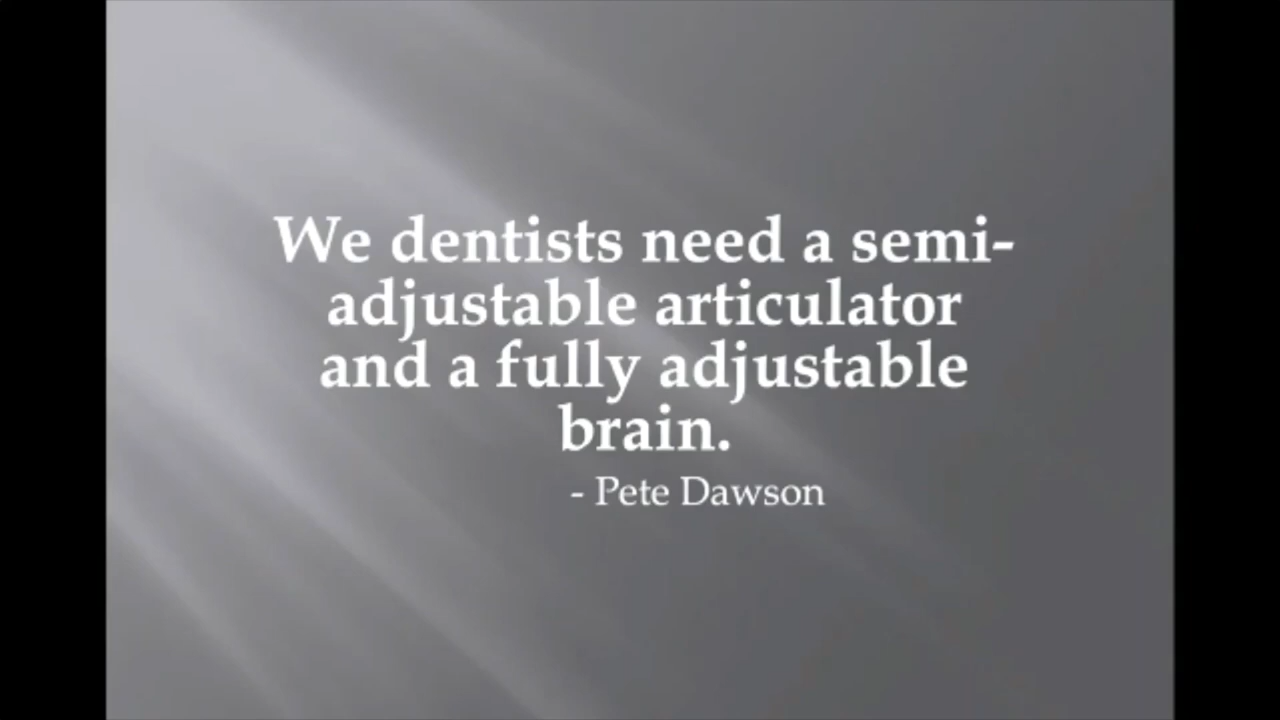 We dentists need a semi-
adjustable articulator
and a fully adjustable
brain.
- Pete Dawson